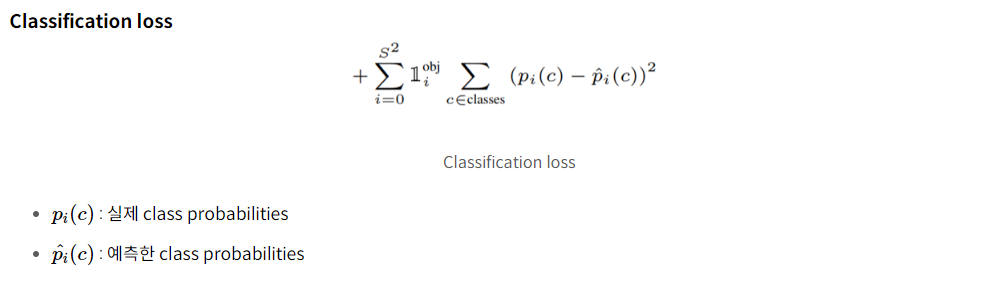 Classification loss
$+ \sum_{i=0}^{S^2} \mathbb{1}_i^{\text{obj}} \sum_{c \in \text{classes}} (p_i(c) - \hat{p}_i(c))^2$
Classification loss
• $p_i(c)$ : 실제 class probabilities
• $\hat{p}_i(c)$ : 예측한 class probabilities